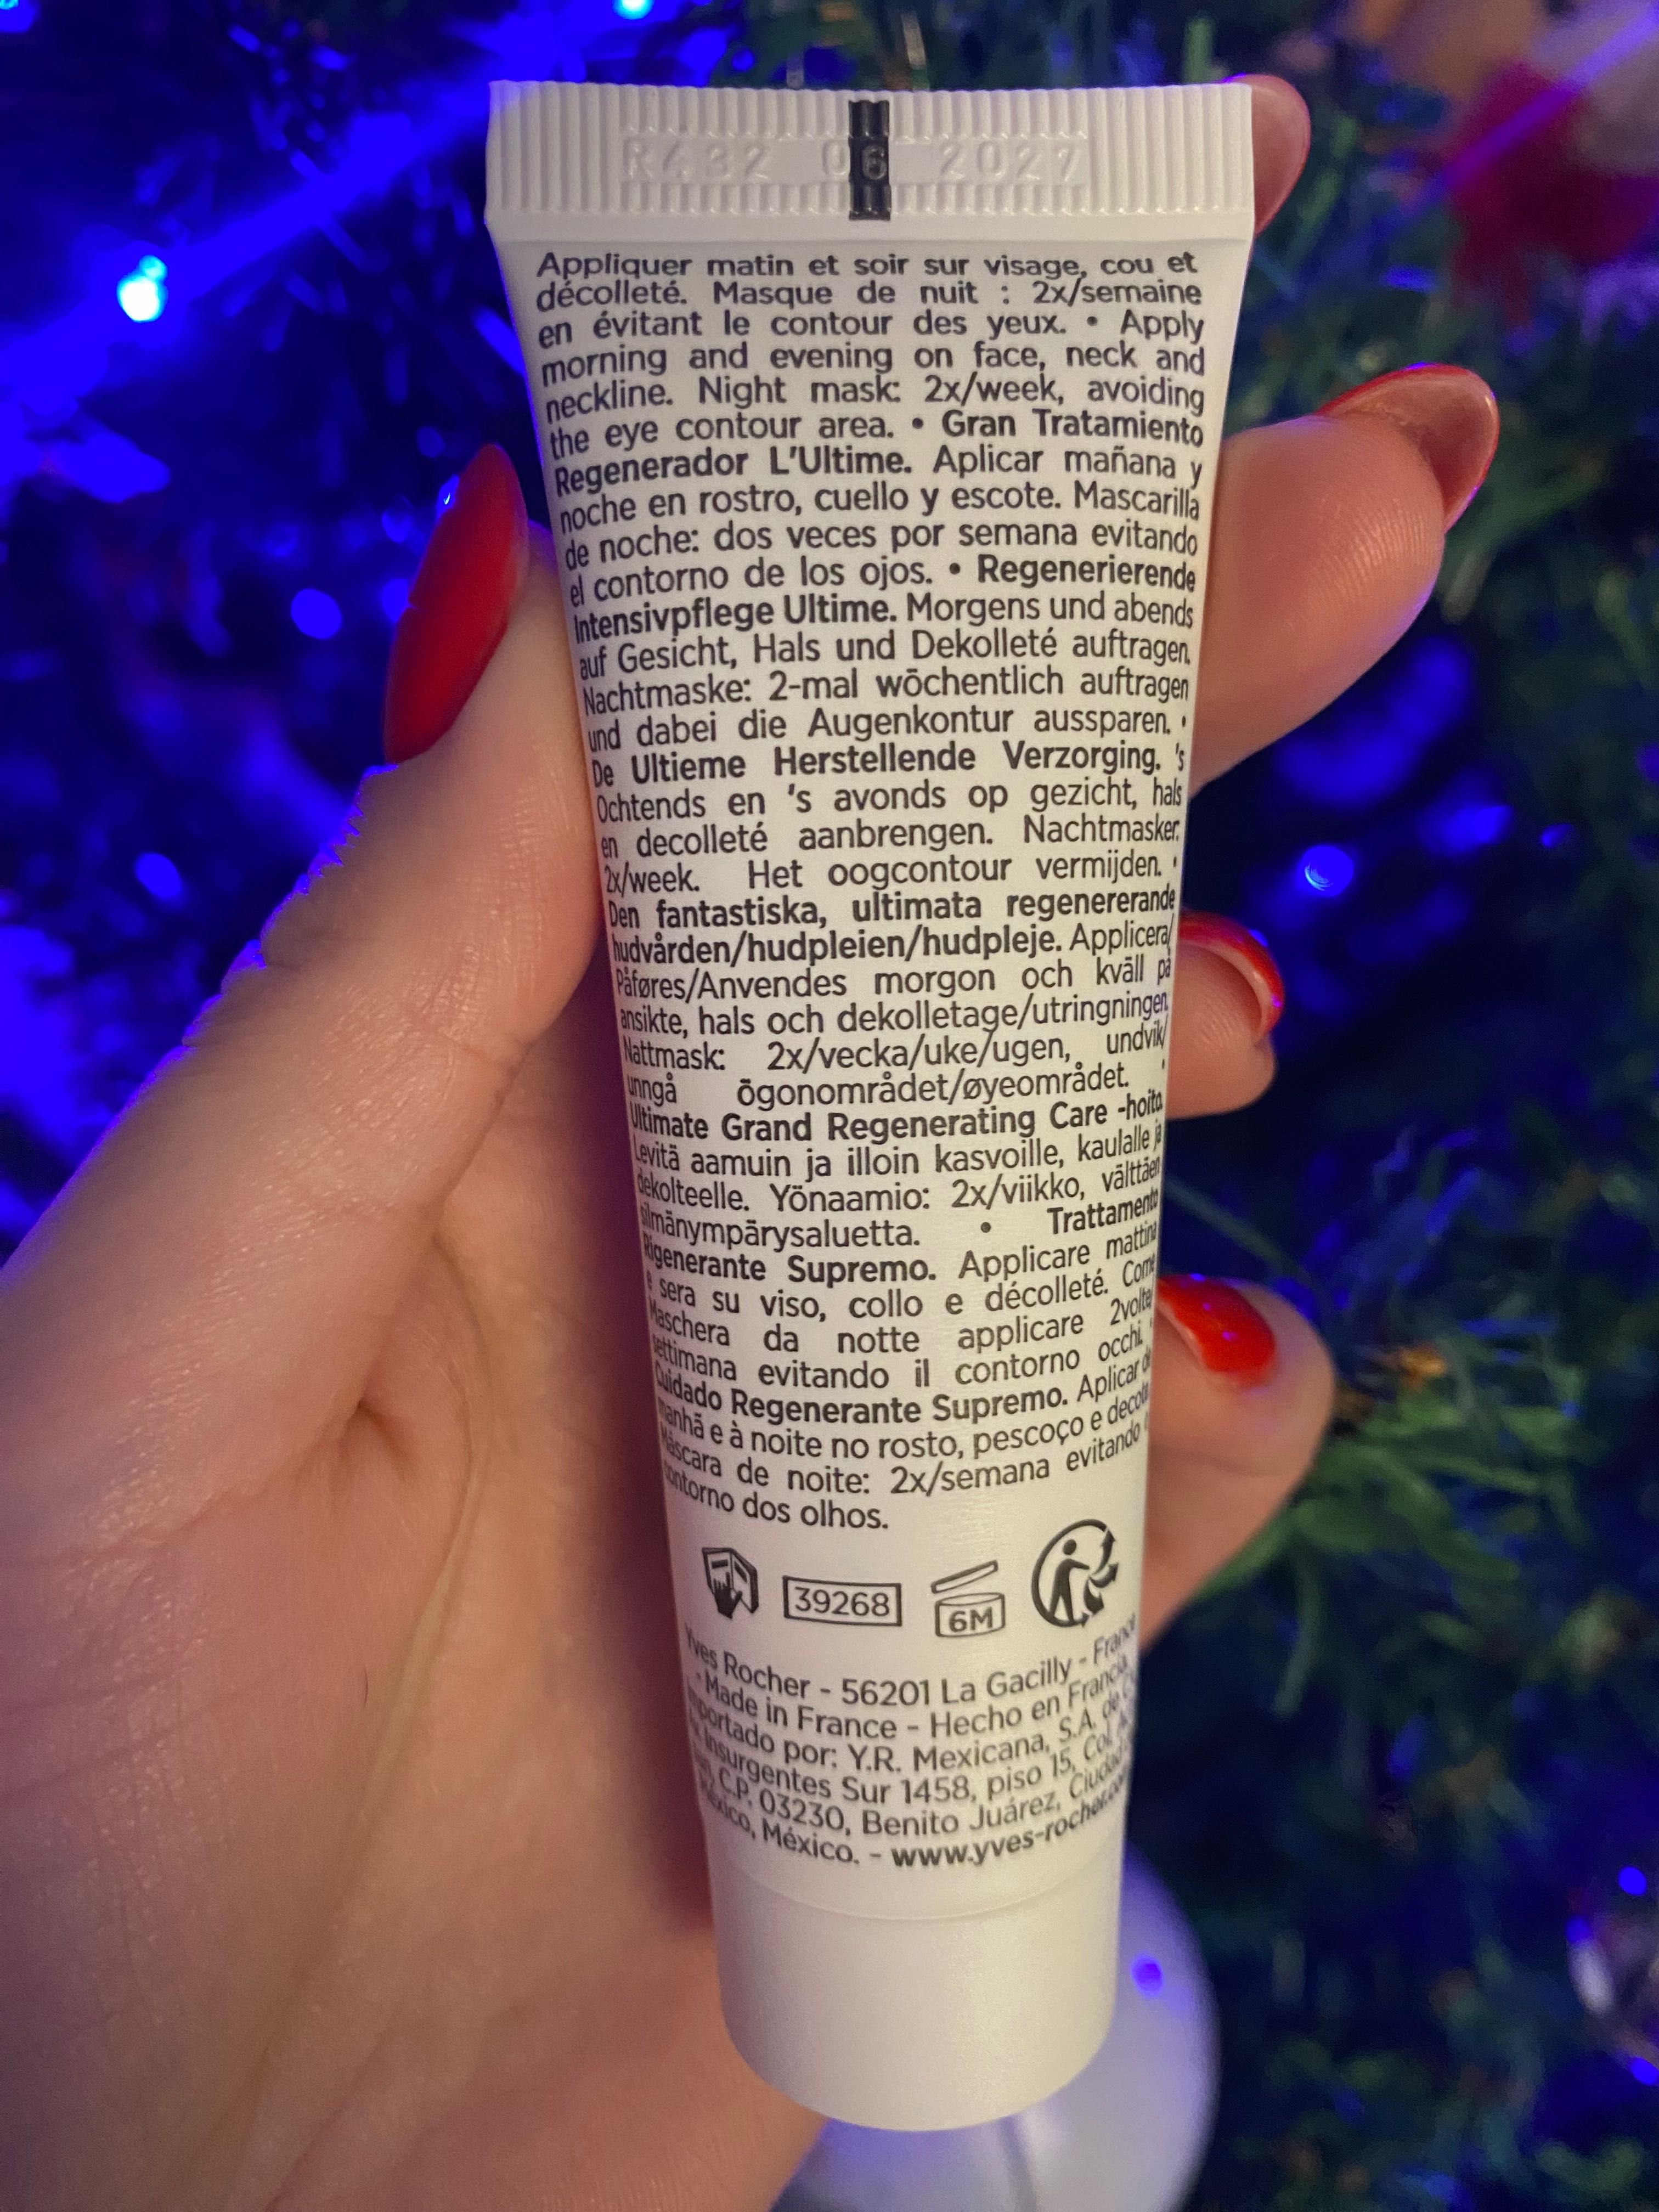 R432 06 2027
Appliquer matin et soir sur visage, cou et
décolleté. Masque de nuit : 2x/semaine
en évitant le contour des yeux. • Apply
morning and evening on face, neck and
neckline. Night mask: 2x/week, avoiding
the eye contour area. • Gran Tratamiento
Regenerador L'Ultime. Aplicar mañana y
noche en rostro, cuello y escote. Mascarilla
de noche: dos veces por semana evitando
el contorno de los ojos. • Regenerierende
Intensivpflege Ultime. Morgens und abends
auf Gesicht, Hals und Dekolleté auftragen.
Nachtmaske: 2-mal wöchentlich auftragen
und dabei die Augenkontur aussparen. •
De Ultieme Herstellende Verzorging. 's
Ochtends en 's avonds op gezicht, hals
en decolleté aanbrengen. Nachtmasker:
2x/week. Het oogcontour vermijden. •
Den fantastiska, ultimata regenererande
hudvården/hudpleien/hudpleje. Applicera/
Påføres/Anvendes morgon och kväll på
ansikte, hals och dekolletage/utringningen.
Nattmask: 2x/vecka/uke/ugen, undvik/
unngå ögonområdet/øyeområdet. •
Ultimate Grand Regenerating Care -hoito.
Levitä aamuin ja illoin kasvoille, kaulalle ja
dekolteelle. Yönaamio: 2x/viikko, välttäen
silmänympärysaluetta. • Trattamento
Rigenerante Supremo. Applicare mattina
e sera su viso, collo e décolleté. Come
Maschera da notte applicare 2volte/
settimana evitando il contorno occhi. •
Cuidado Regenerante Supremo. Aplicar de
manhã e à noite no rosto, pescoço e
Máscara de noite: 2x/semana evitando
contorno dos olhos.
39268
6M
Yves Rocher - 56201 La Gacilly - France
- Made in France - Hecho en Francia
Importado por: Y.R. Mexicana, S.A. de
Insurgentes Sur 1458, piso 15, Col.
C.P. 03230, Benito Juárez, Ciudad
México, México. - www.yves-rocher.com